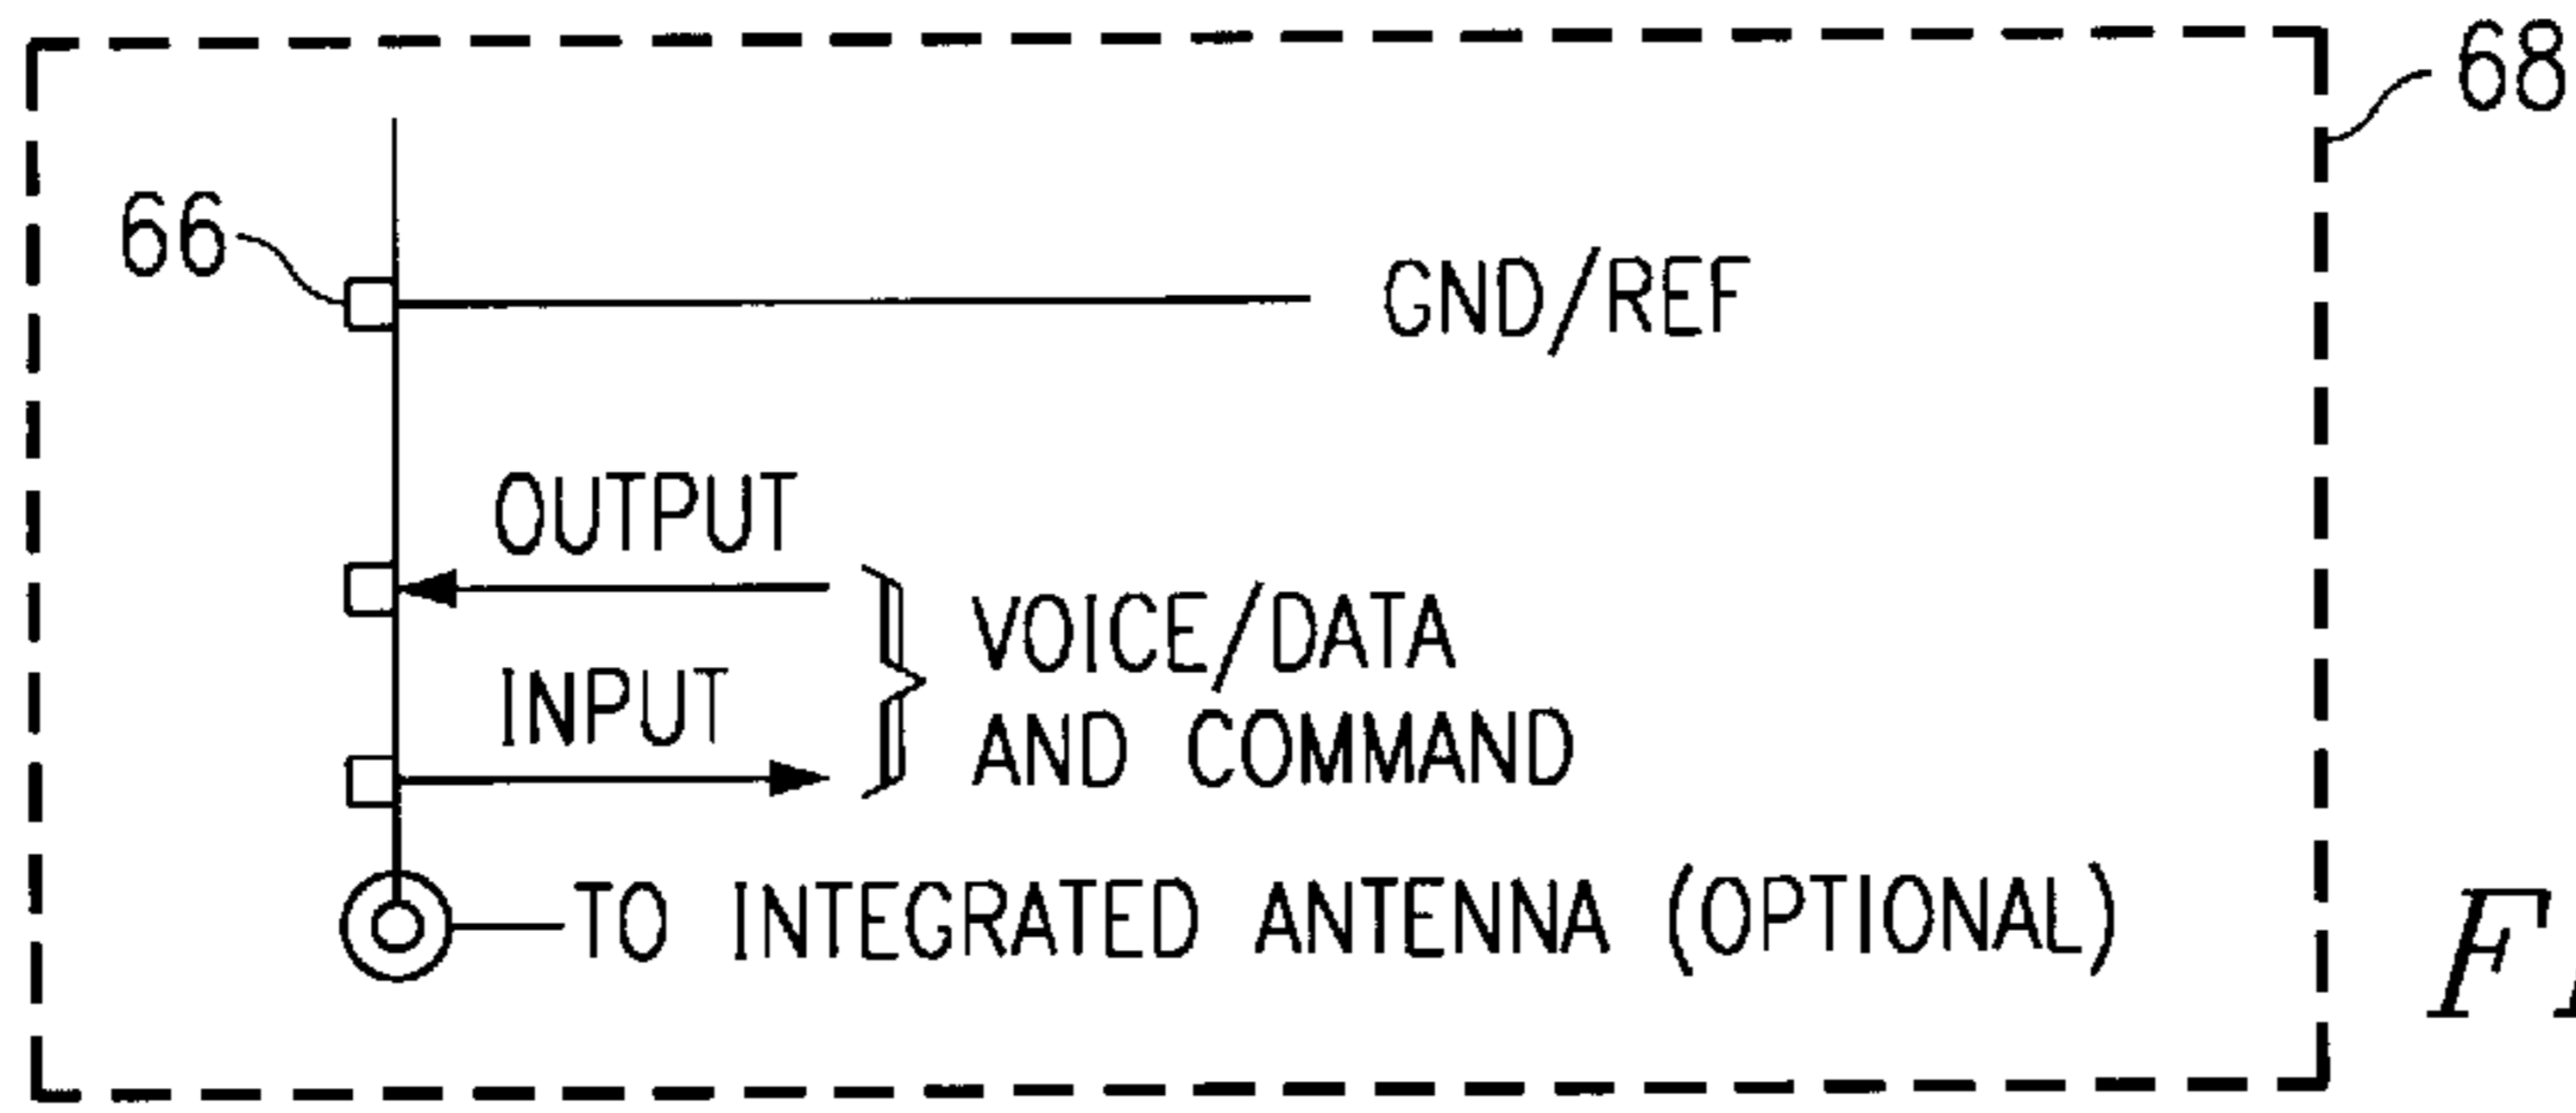 68
66
GND/REF
OUTPUT
VOICE/DATA
INPUT
AND COMMAND
TO INTEGRATED ANTENNA (OPTIONAL)